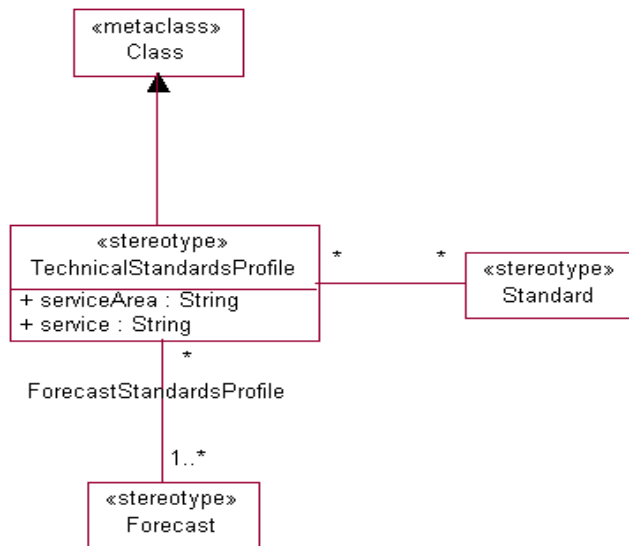 «metaclass»
Class
«stereotype»
TechnicalStandardsProfile
+ serviceArea : String
+ service : String
*
*
«stereotype»
Standard
*
ForecastStandardsProfile
1..*
«stereotype»
Forecast